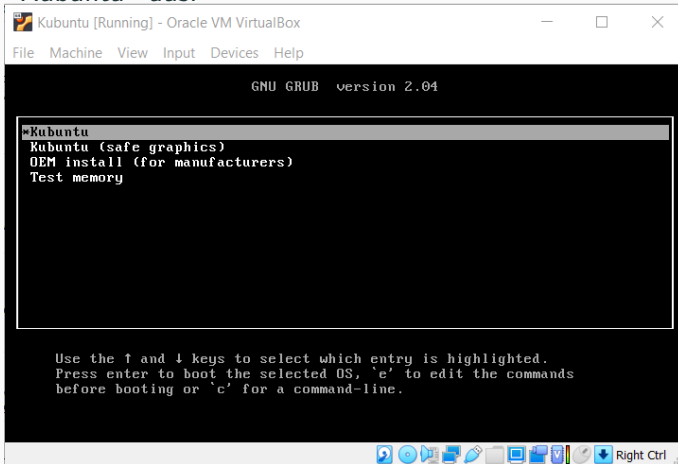 Kubuntu [Running] - Oracle VM VirtualBox
File Machine View Input Devices Help
GNU GRUB version 2.04
*Kubuntu
Kubuntu (safe graphics)
OEM install (for manufacturers)
Test memory
Use the ↑ and ↓ keys to select which entry is highlighted.
Press enter to boot the selected OS, `e' to edit the commands
before booting or `c' for a command-line.
Right Ctrl